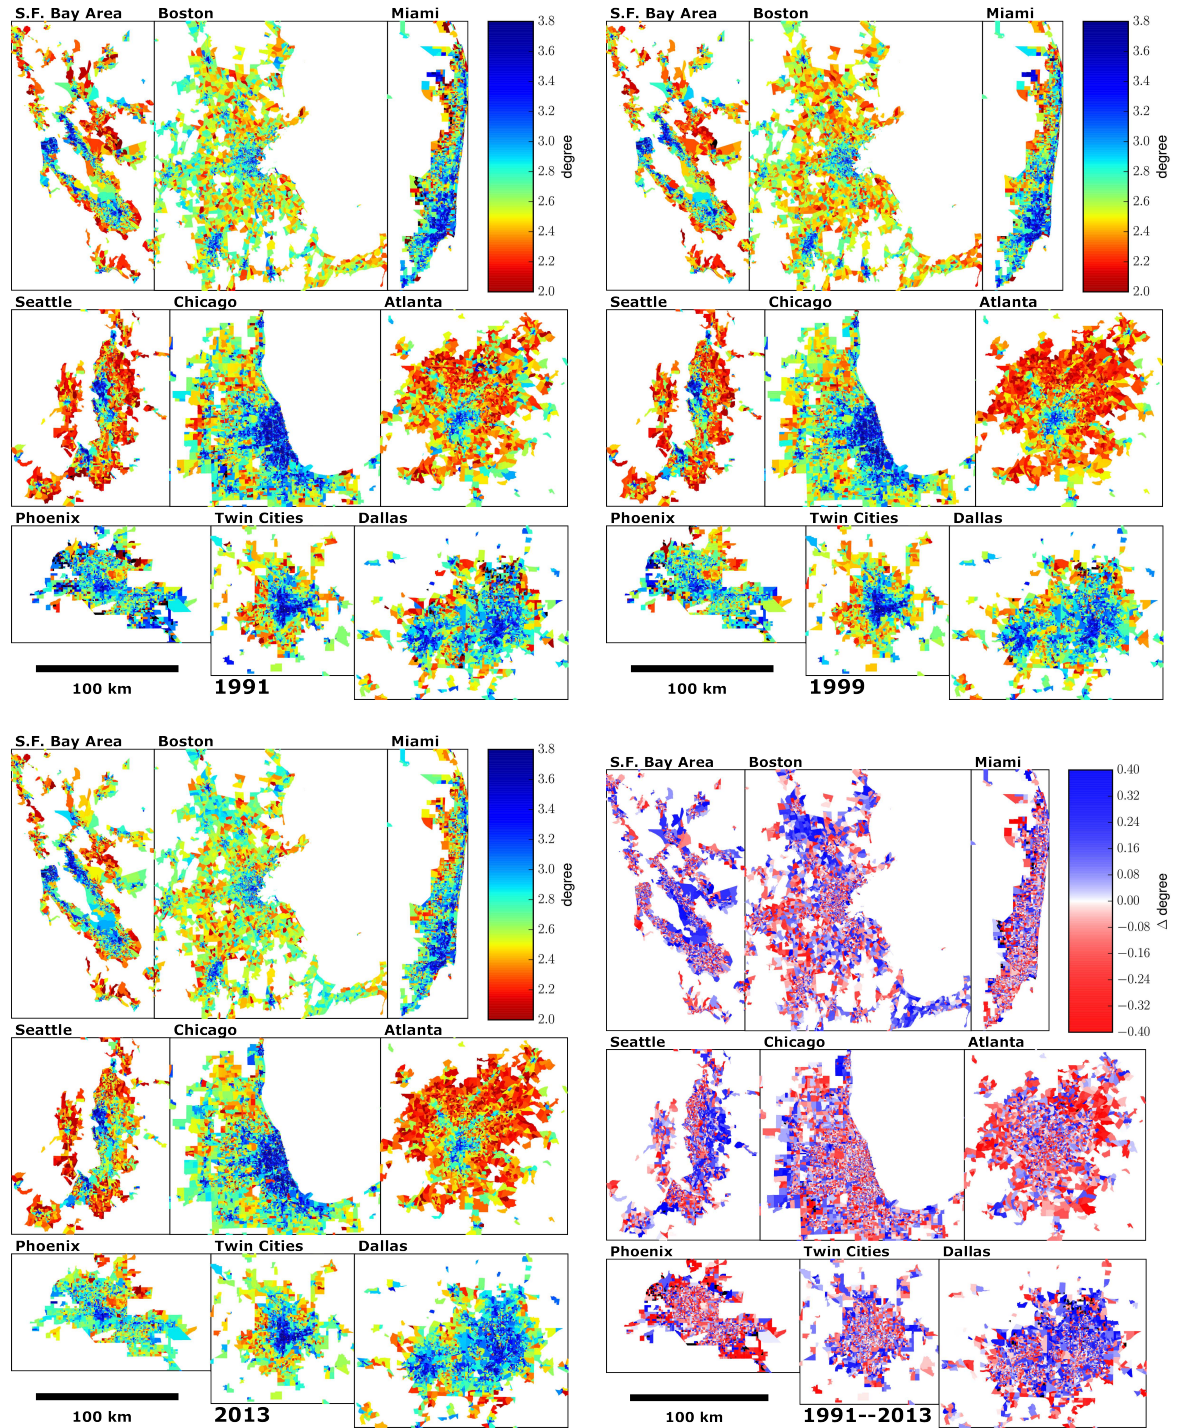 S.F. Bay Area Boston Miami
3.8
3.6
3.4
3.2
3.0
2.8
2.6
2.4
2.2
2.0
degree
Seattle Chicago Atlanta
Phoenix Twin Cities Dallas
100 km
1991
S.F. Bay Area Boston Miami
3.8
3.6
3.4
3.2
3.0
2.8
2.6
2.4
2.2
2.0
degree
Seattle Chicago Atlanta
Phoenix Twin Cities Dallas
100 km
1999
S.F. Bay Area Boston Miami
3.8
3.6
3.4
3.2
3.0
2.8
2.6
2.4
2.2
2.0
degree
Seattle Chicago Atlanta
Phoenix Twin Cities Dallas
100 km
2013
S.F. Bay Area Boston Miami
0.40
0.32
0.24
0.16
0.08
0.00
−0.08
−0.16
−0.24
−0.32
−0.40
Δ degree
Seattle Chicago Atlanta
Phoenix Twin Cities Dallas
100 km
1991--2013